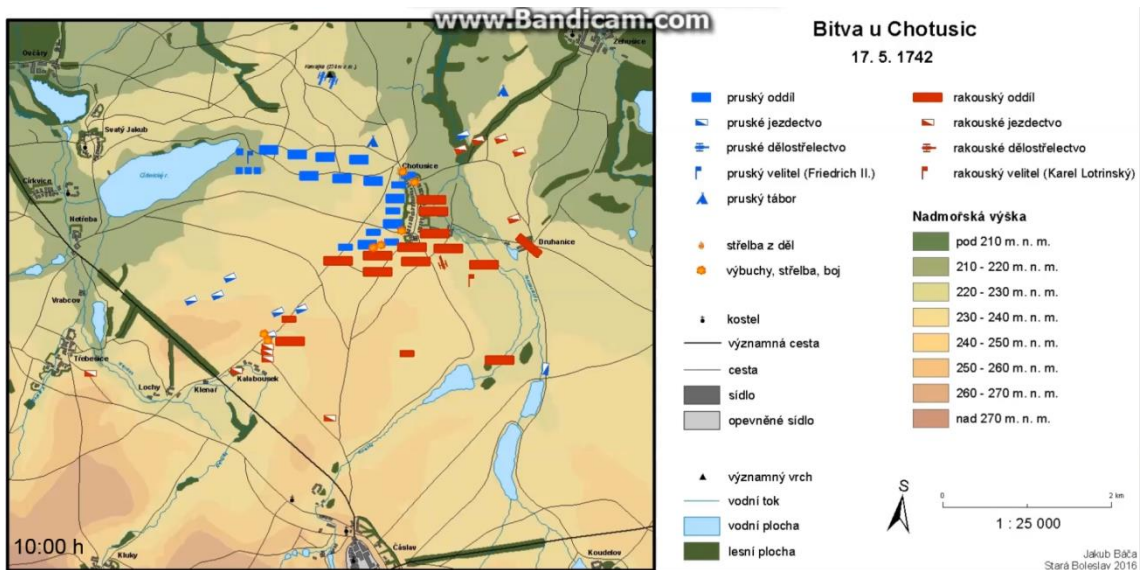 www.Bandicam.com
Bitva u Chotusic
17. 5. 1742
pruský oddíl
rakouský oddíl
pruské jezdectvo
rakouské jezdectvo
pruské dělostřelectvo
rakouské dělostřelectvo
pruský velitel (Friedrich II.)
rakouský velitel (Karel Lotrinský)
pruský tábor
střelba z děl
výbuchy, střelba, boj
kostel
významná cesta
cesta
sídlo
opevněné sídlo
významný vrch
vodní tok
vodní plocha
lesní plocha
Nadmořská výška
pod 210 m. n. m.
210 - 220 m. n. m.
220 - 230 m. n. m.
230 - 240 m. n. m.
240 - 250 m. n. m.
250 - 260 m. n. m.
260 - 270 m. n. m.
nad 270 m. n. m.
S
0
2 km
1 : 25 000
Jakub Báča
Stará Boleslav 2016
Ovčáry
Žehušice
Svatý Jakub
Chotusice
Církvice
Netřeba
Druhanice
Vrabcov
Třebešice
Lochy
Klenař
Kalabousek
Čáslav
Kluky
Koudelov
10:00 h